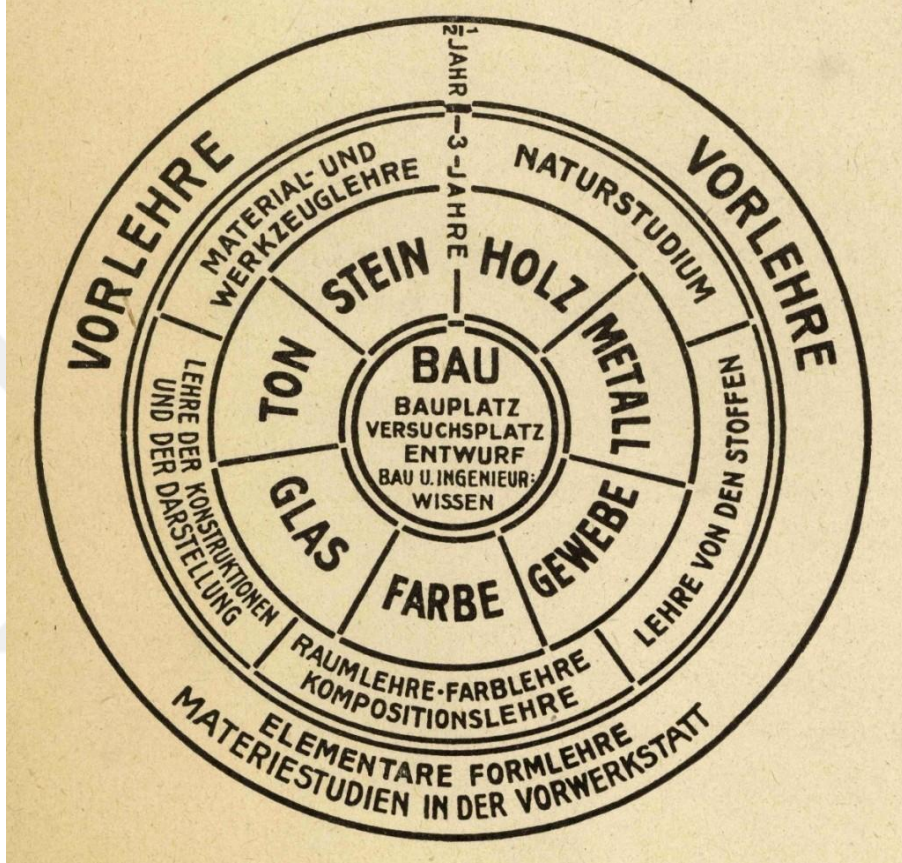 ½ JAHR
VORLEHRE
VORLEHRE
3 JAHRE
MATERIAL- UND
WERKZEUGLEHRE
NATURSTUDIUM
LEHRE VON DEN STOFFEN
RAUMLEHRE·FARBLEHRE
KOMPOSITIONSLEHRE
LEHRE DER KONSTRUKTIONEN
UND DER DARSTELLUNG
ELEMENTARE FORMLEHRE
MATERIESTUDIEN IN DER VORWERKSTATT
STEIN
HOLZ
METALL
GEWEBE
FARBE
GLAS
TON
BAU
BAUPLATZ
VERSUCHSPLATZ
ENTWURF
BAU U. INGENIEUR:
WISSEN